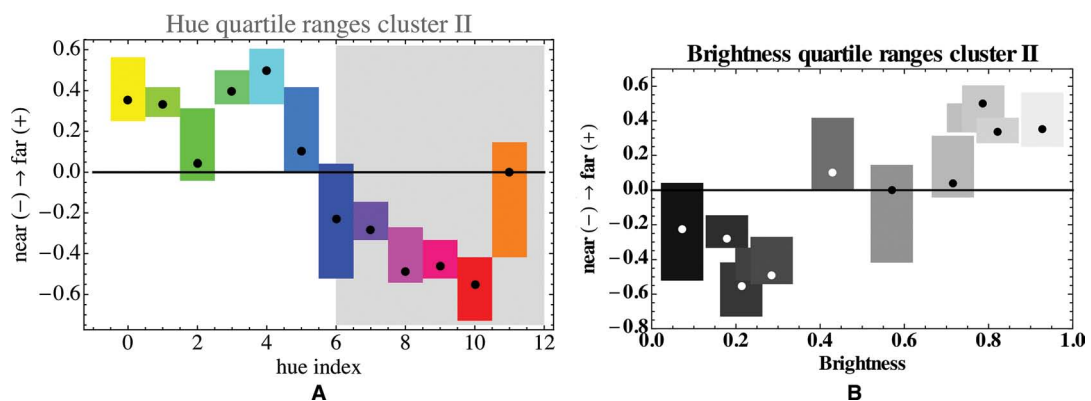 Hue quartile ranges cluster II
near (−) → far (+)
0.6
0.4
0.2
0.0
−0.2
−0.4
−0.6
0 2 4 6 8 10 12
hue index
A
Brightness quartile ranges cluster II
near (−) → far (+)
0.6
0.4
0.2
0.0
−0.2
−0.4
−0.6
−0.8
0.0 0.2 0.4 0.6 0.8 1.0
Brightness
B